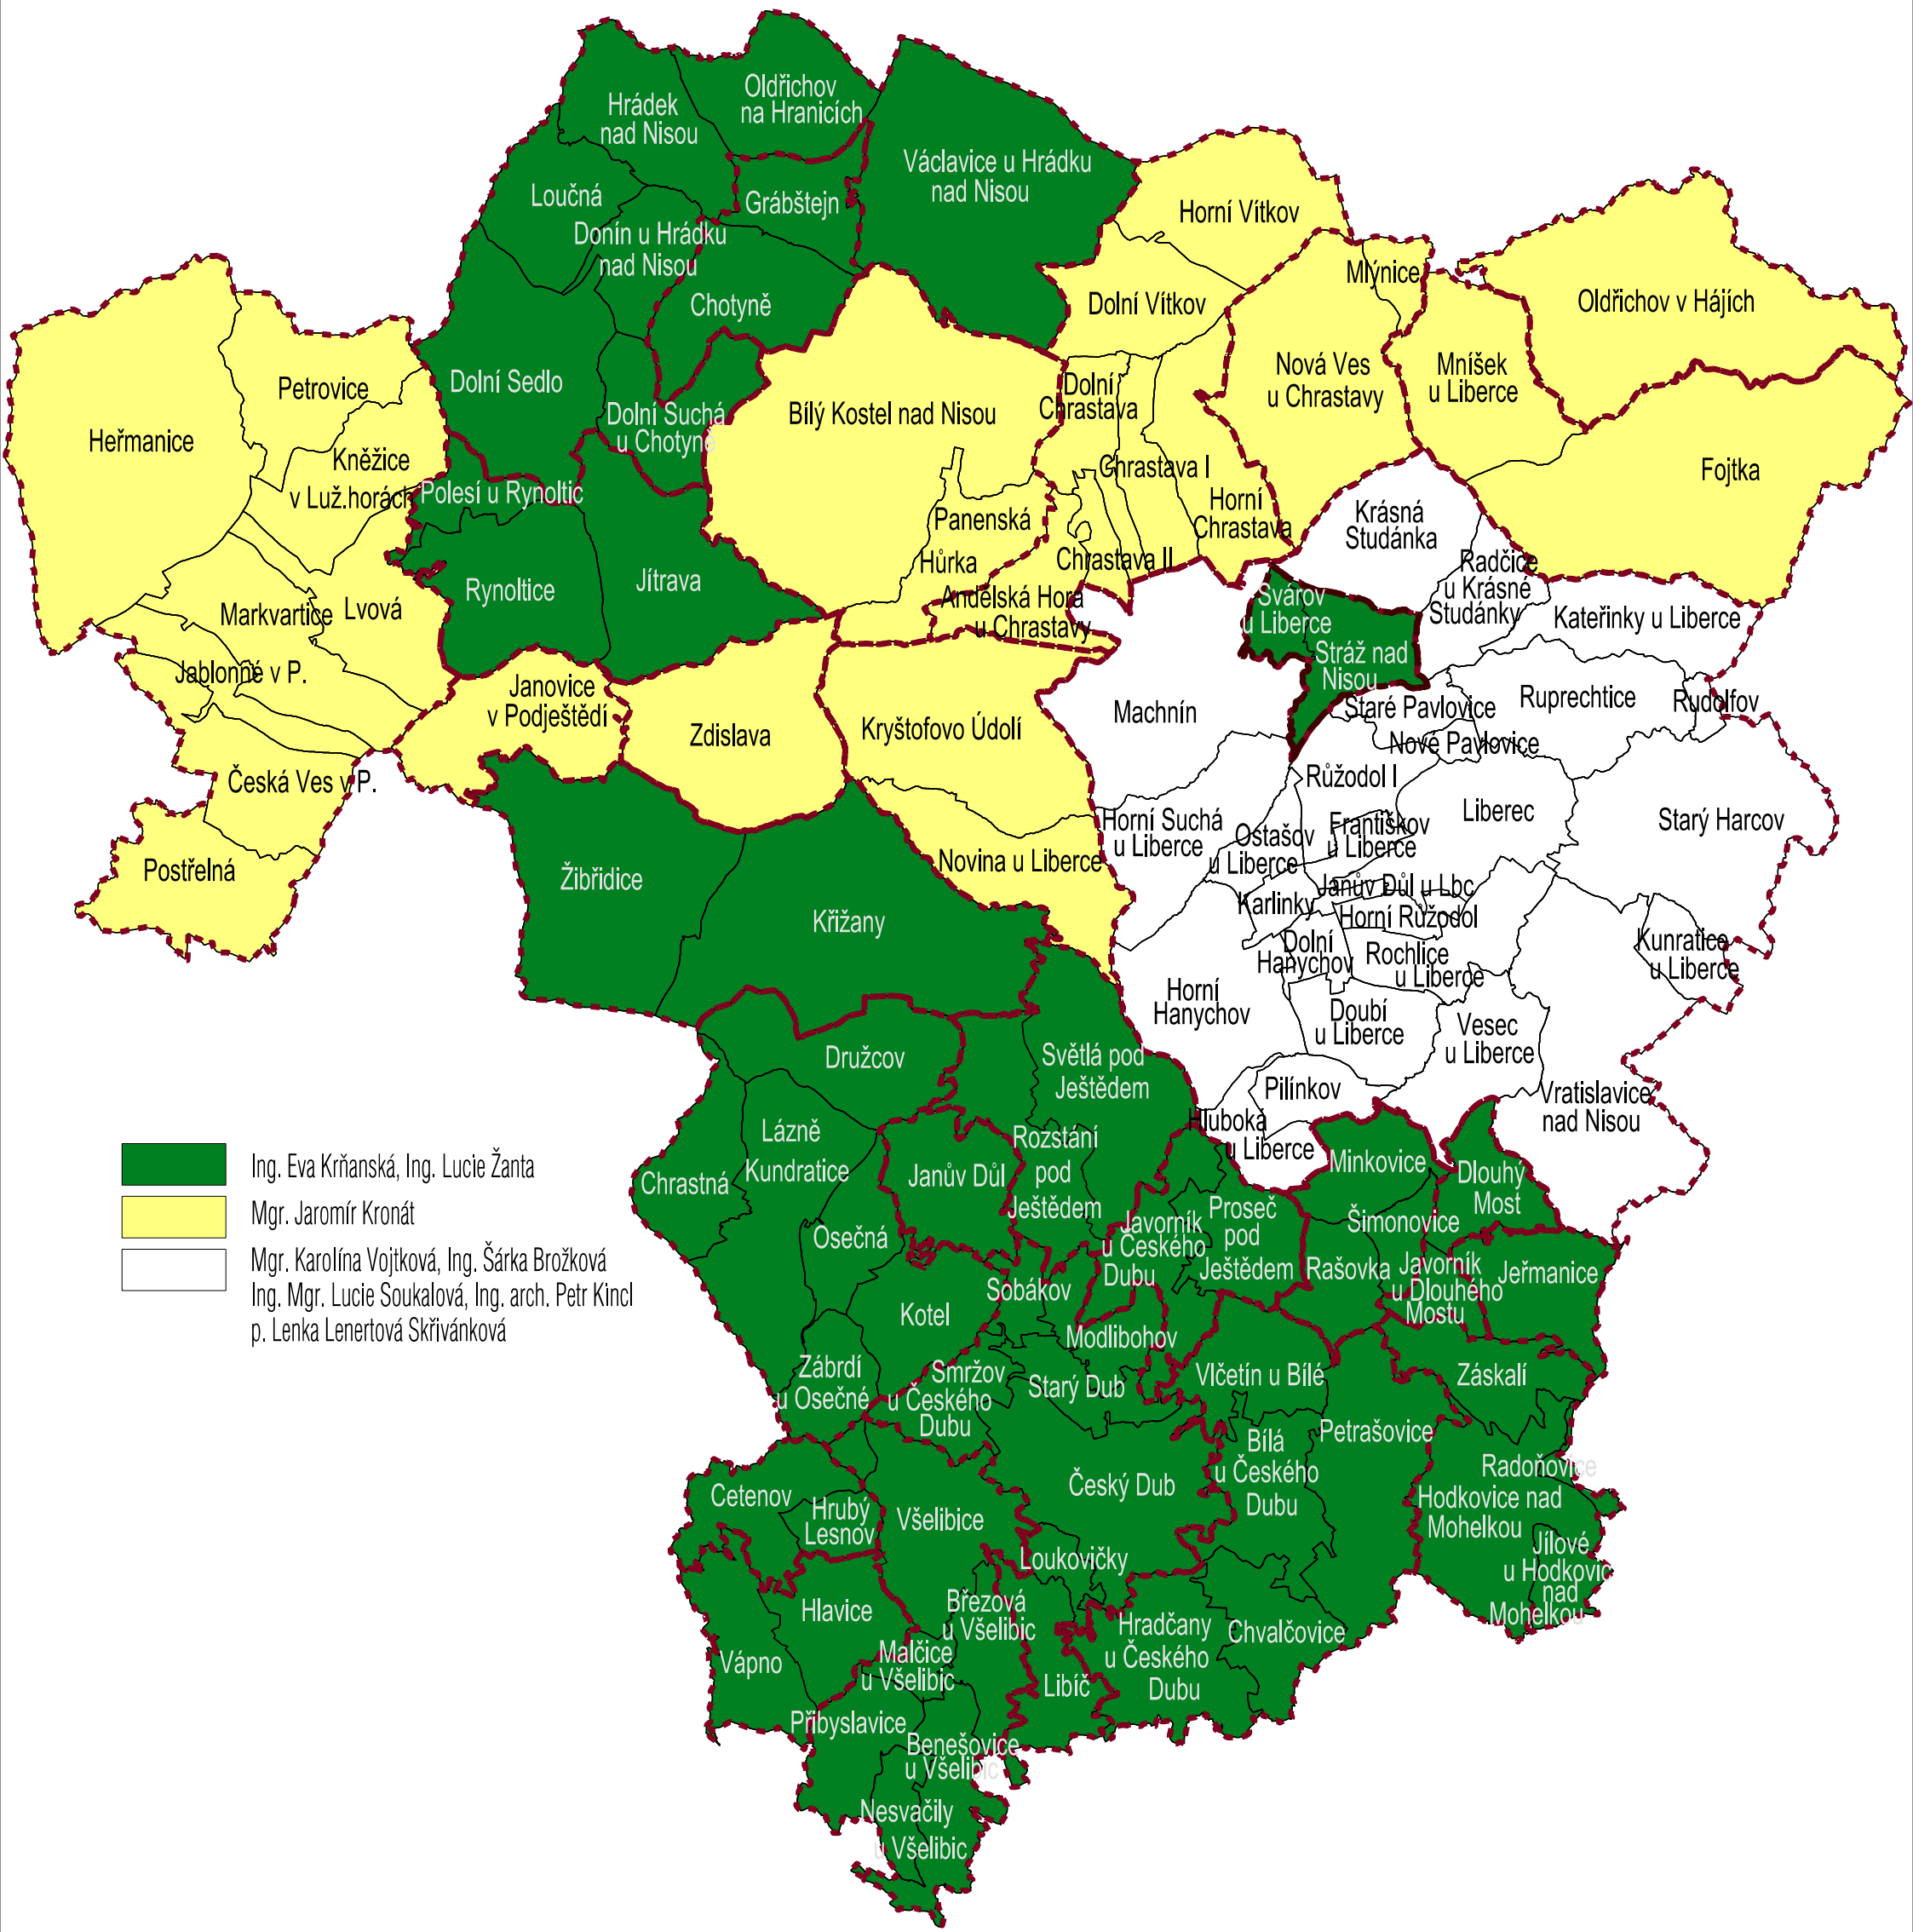 Oldřichov
na Hranicích
Hrádek
nad Nisou
Václavice u Hrádku
nad Nisou
Loučná
Grábštejn
Horní Vítkov
Donín u Hrádku
nad Nisou
Mlýnice
Chotyně
Dolní Vítkov
Oldřichov v Hájích
Petrovice
Dolní Sedlo
Nová Ves
u Chrastavy
Mníšek
u Liberce
Dolní
Chrastava
Heřmanice
Dolní Suchá
u Chotyně
Bílý Kostel nad Nisou
Kněžice
v Luž.horách
Polesí u Rynoltic
Chrastava I
Fojtka
Horní
Chrastava
Panenská
Krásná
Studánka
Hůrka
Chrastava II
Radčice
u Krásné
Studánky
Rynoltice
Jítrava
Andělská Hora
u Chrastavy
Svárov
u Liberce
Markvartice
Lvová
Kateřinky u Liberce
Stráž nad
Nisou
Jablonné v P.
Janovice
v Podještědí
Ruprechtice
Rudolfov
Machnín
Staré Pavlovice
Zdislava
Kryštofovo Údolí
Nové Pavlovice
Česká Ves v P.
Růžodol I
Liberec
Starý Harcov
Horní Suchá
u Liberce
Ostašov
u Liberce
Františkov
u Liberce
Postřelná
Žibřidice
Novina u Liberce
Janův Důl u Lbc
Karlinky
Horní Růžodol
Křižany
Dolní
Hanychov
Rochlice
u Liberce
Kunratice
u Liberce
Horní
Hanychov
Doubí
u Liberce
Vesec
u Liberce
Družcov
Světlá pod
Ještědem
Pilínkov
Vratislavice
nad Nisou
Hluboká
u Liberce
Lázně
Kundratice
Rozstání
pod
Ještědem
Minkovice
Dlouhý
Most
Chrastná
Janův Důl
Ing. Eva Krňanská, Ing. Lucie Žanta
Mgr. Jaromír Kronát
Mgr. Karolína Vojtková, Ing. Šárka Brožková
Ing. Mgr. Lucie Soukalová, Ing. arch. Petr Kincl
p. Lenka Lenertová Skřivánková
Osečná
Javorník
u Českého
Dubu
Proseč
pod
Ještědem
Šimonovice
Rašovka
Javorník
u Dlouhého
Mostu
Jeřmanice
Sobákov
Kotel
Modlibohov
Zábrdí
u Osečné
Smržov
u Českého
Dubu
Starý Dub
Vlčetín u Bílé
Záskalí
Petrašovice
Bílá
u Českého
Dubu
Radoňovice
Hodkovice nad
Mohelkou
Český Dub
Cetenov
Hrubý
Lesnov
Všelibice
Jílové
u Hodkovic
nad
Mohelkou
Loukovičky
Hlavice
Březová
u Všelibic
Hradčany
u Českého
Dubu
Chvalčovice
Vápno
Malčice
u Všelibic
Libíč
Přibyslavice
Benešovice
u Všelibic
Nesvačily
u Všelibic